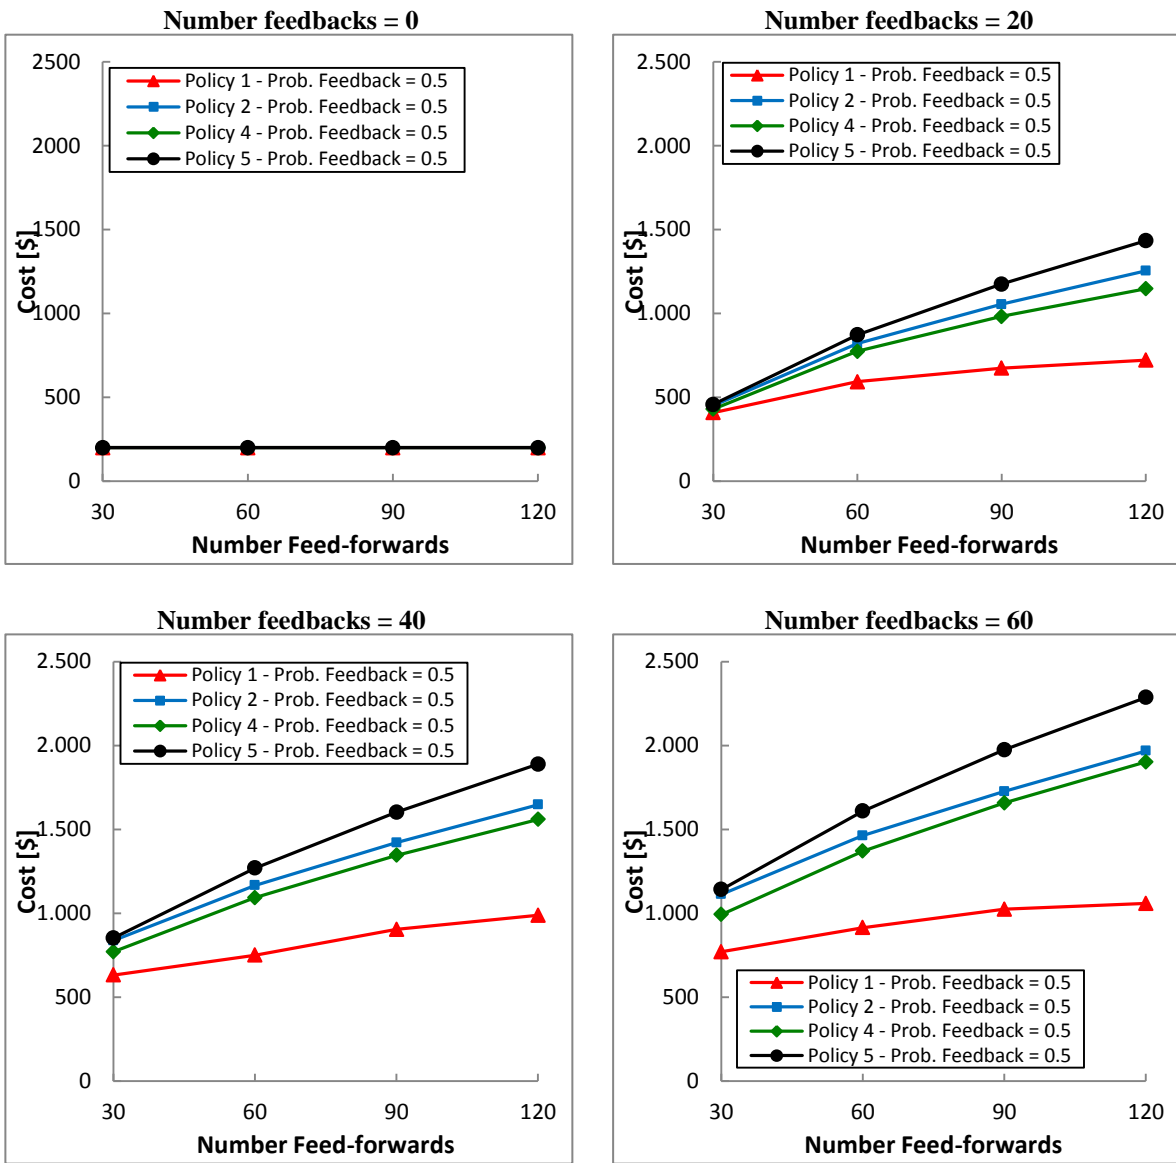 Number feedbacks = 0
2500
2000
1500
1000
500
0
Cost [$]
Policy 1 - Prob. Feedback = 0.5
Policy 2 - Prob. Feedback = 0.5
Policy 4 - Prob. Feedback = 0.5
Policy 5 - Prob. Feedback = 0.5
30 60 90 120
Number Feed-forwards
Number feedbacks = 20
2.500
2.000
1.500
1.000
500
0
Cost [$]
Policy 1 - Prob. Feedback = 0.5
Policy 2 - Prob. Feedback = 0.5
Policy 4 - Prob. Feedback = 0.5
Policy 5 - Prob. Feedback = 0.5
30 60 90 120
Number Feed-forwards
Number feedbacks = 40
2.500
2.000
1.500
1.000
500
0
Cost [$]
Policy 1 - Prob. Feedback = 0.5
Policy 2 - Prob. Feedback = 0.5
Policy 4 - Prob. Feedback = 0.5
Policy 5 - Prob. Feedback = 0.5
30 60 90 120
Number Feed-forwards
Number feedbacks = 60
2.500
2.000
1.500
1.000
500
0
Cost [$]
Policy 1 - Prob. Feedback = 0.5
Policy 2 - Prob. Feedback = 0.5
Policy 4 - Prob. Feedback = 0.5
Policy 5 - Prob. Feedback = 0.5
30 60 90 120
Number Feed-forwards